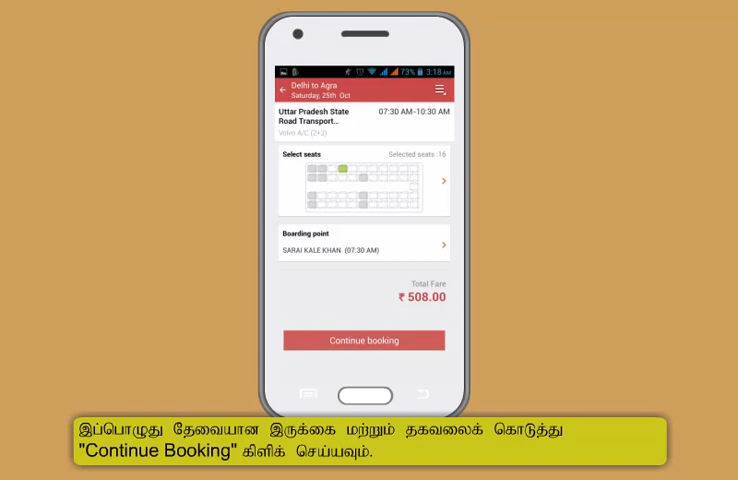 73% 3:18 AM
Delhi to Agra
Saturday, 25th Oct
Uttar Pradesh State 07:30 AM-10:30 AM
Road Transport...
Volvo A/C (2+2)
Select seats Selected seats :16
Boarding point
SARAI KALE KHAN (07:30 AM)
Total Fare
₹ 508.00
Continue booking
இப்பொழுது தேவையான இருக்கை மற்றும் தகவலைக் கொடுத்து
"Continue Booking" கிளிக் செய்யவும்.